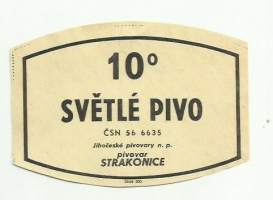 10°
SVĚTLÉ PIVO
ČSN 56 6635
Jihočeské pivovary n. p.
pivovar
STRAKONICE